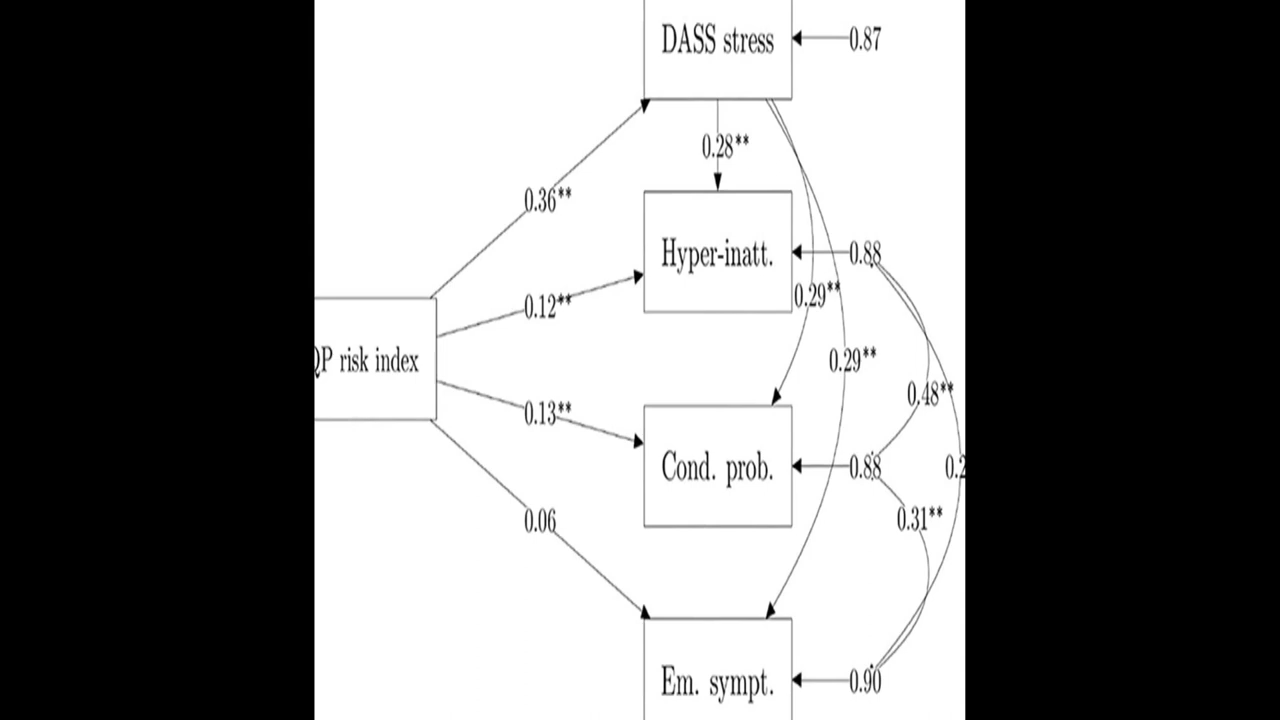 DASS stress
0.87
0.28**
0.36**
Hyper-inatt.
0.88
0.29**
0.12**
risk index
0.29**
0.48**
0.13**
Cond. prob.
0.88
0.31**
0.06
Em. sympt.
0.90